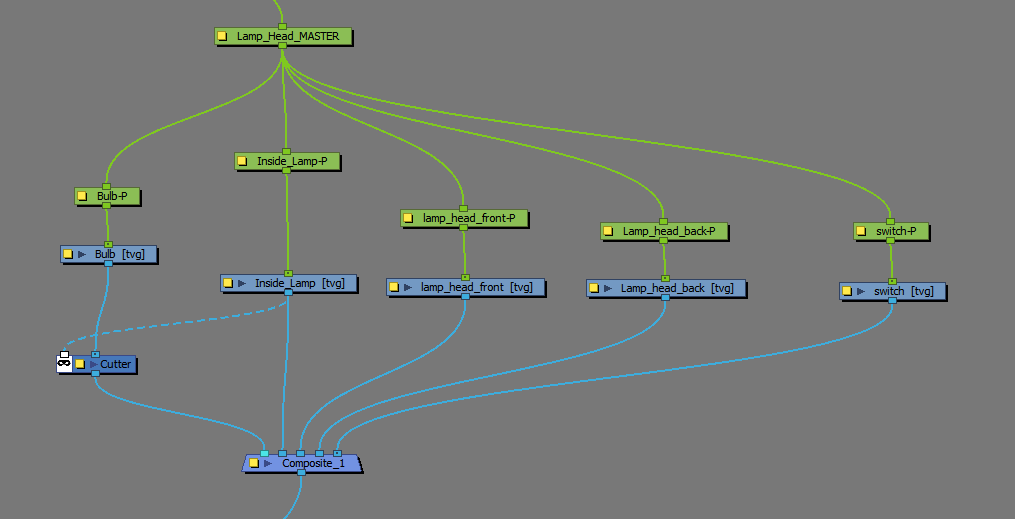 Lamp_Head_MASTER
Inside_Lamp-P
Bulb-P
lamp_head_front-P
Lamp_head_back-P
switch-P
Bulb [tvg]
Inside_Lamp [tvg]
lamp_head_front [tvg]
Lamp_head_back [tvg]
switch [tvg]
Cutter
Composite_1